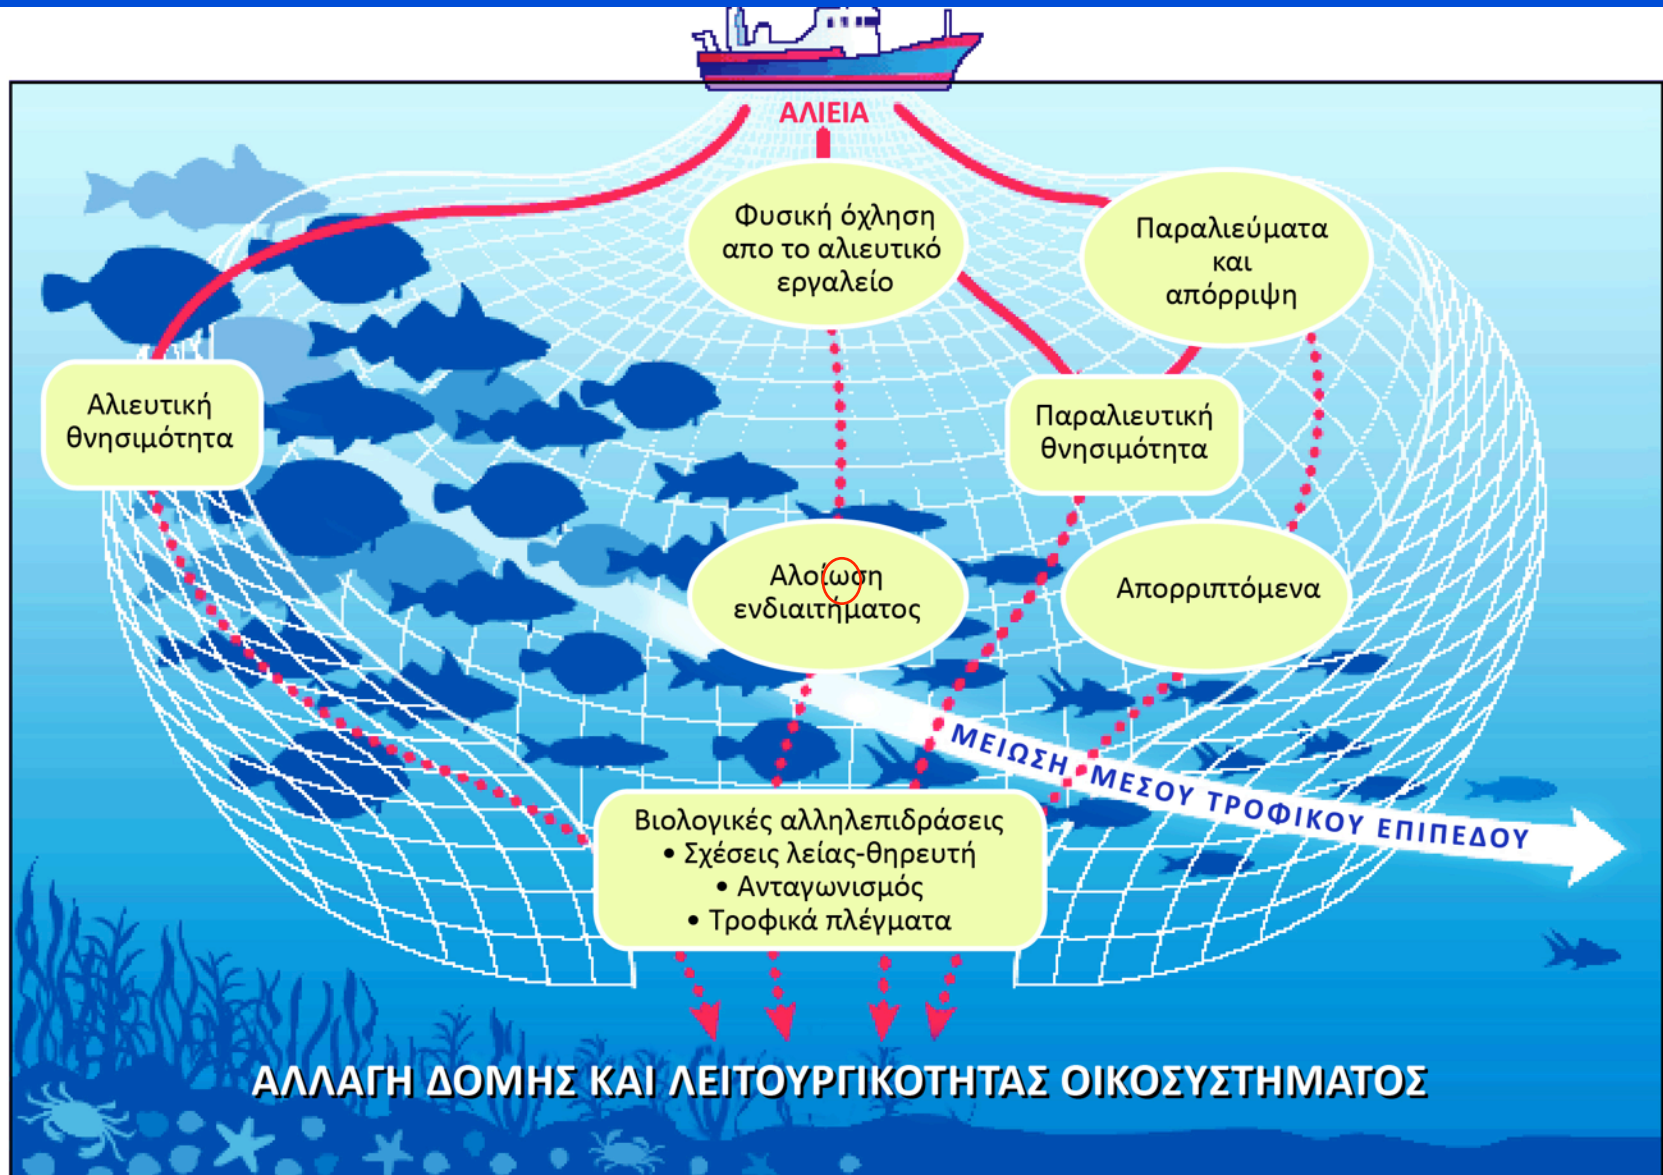 ΑΛΙΕΙΑ
Φυσική όχληση
απο το αλιευτικό
εργαλείο
Παραλιεύματα
και
απόρριψη
Αλιευτική
θνησιμότητα
Παραλιευτική
θνησιμότητα
Αλοίωση
ενδιαιτήματος
Απορριπτόμενα
ΜΕΙΩΣΗ ΜΕΣΟΥ ΤΡΟΦΙΚΟΥ ΕΠΙΠΕΔΟΥ
Βιολογικές αλληλεπιδράσεις
• Σχέσεις λείας-θηρευτή
• Ανταγωνισμός
• Τροφικά πλέγματα
ΑΛΛΑΓΗ ΔΟΜΗΣ ΚΑΙ ΛΕΙΤΟΥΡΓΙΚΟΤΗΤΑΣ ΟΙΚΟΣΥΣΤΗΜΑΤΟΣ